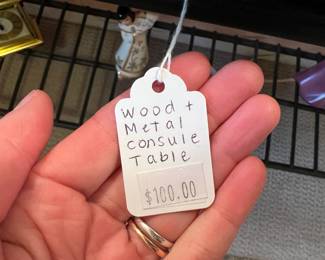 wood +
Metal
consule
Table
$100.00